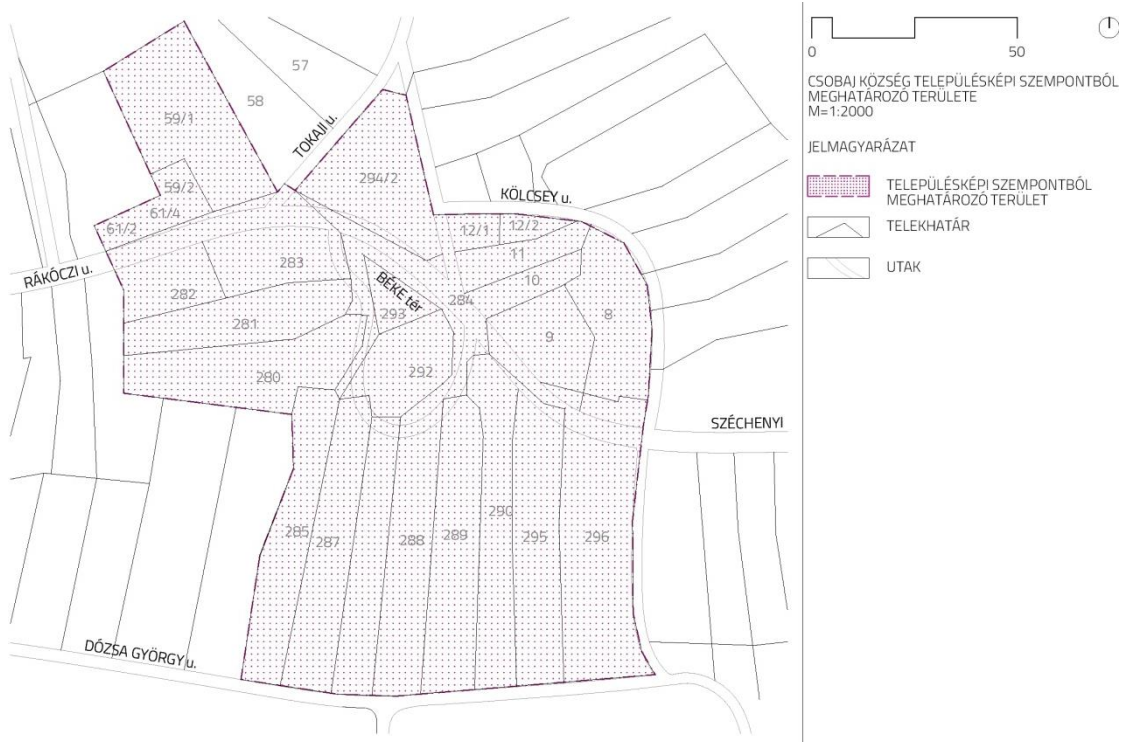 57
58
59/1
TOKAJI u.
59/2
294/2
KÖLCSEY u.
61/4
61/2
12/1
12/2
11
RÁKÓCZI u.
283
10
282
BÉKE tér
284
281
293
8
9
280
292
SZÉCHENYI
285
287
288
289
290
295
296
DÓZSA GYÖRGY u.
0
50
CSOBAJ KÖZSÉG TELEPÜLÉSKÉPI SZEMPONTBÓL
MEGHATÁROZÓ TERÜLETE
M=1:2000
JELMAGYARÁZAT
TELEPÜLÉSKÉPI SZEMPONTBÓL
MEGHATÁROZÓ TERÜLET
TELEKHATÁR
UTAK